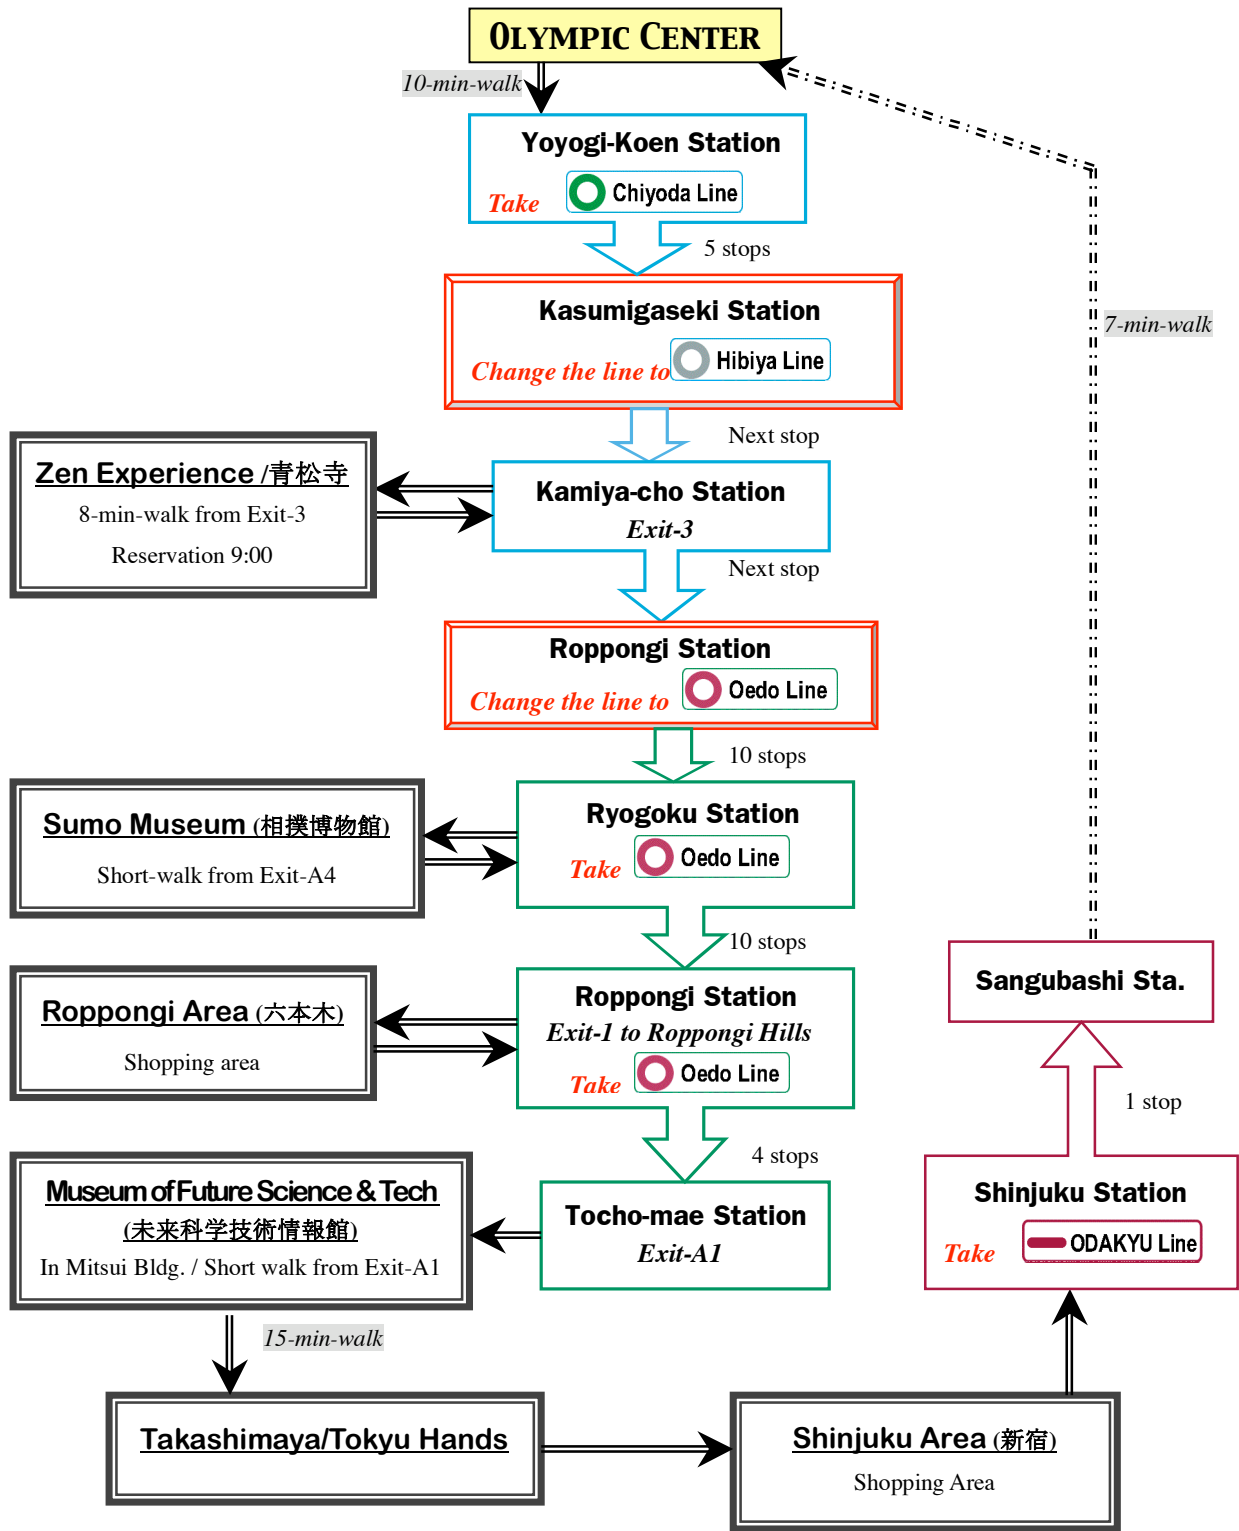 OLYMPIC CENTER
10-min-walk
Yoyogi-Koen Station
Take Chiyoda Line
5 stops
Kasumigaseki Station
Change the line to Hibiya Line
Next stop
Zen Experience /青松寺
8-min-walk from Exit-3
Reservation 9:00
Kamiya-cho Station
Exit-3
Next stop
Roppongi Station
Change the line to Oedo Line
10 stops
Sumo Museum (相撲博物館)
Short-walk from Exit-A4
Ryogoku Station
Take Oedo Line
10 stops
Roppongi Area (六本木)
Shopping area
Roppongi Station
Exit-1 to Roppongi Hills
Take Oedo Line
4 stops
Museum of Future Science & Tech
(未来科学技術情報館)
In Mitsui Bldg. / Short walk from Exit-A1
Tocho-mae Station
Exit-A1
15-min-walk
Takashimaya/Tokyu Hands
Shinjuku Area (新宿)
Shopping Area
Shinjuku Station
Take ODAKYU Line
1 stop
Sangubashi Sta.
7-min-walk